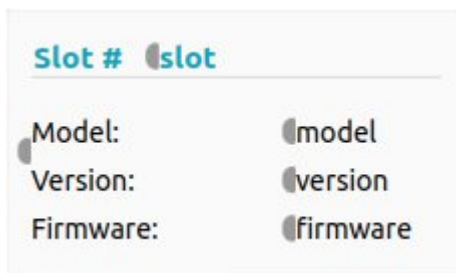 Slot # slot
Model: model
Version: version
Firmware: firmware